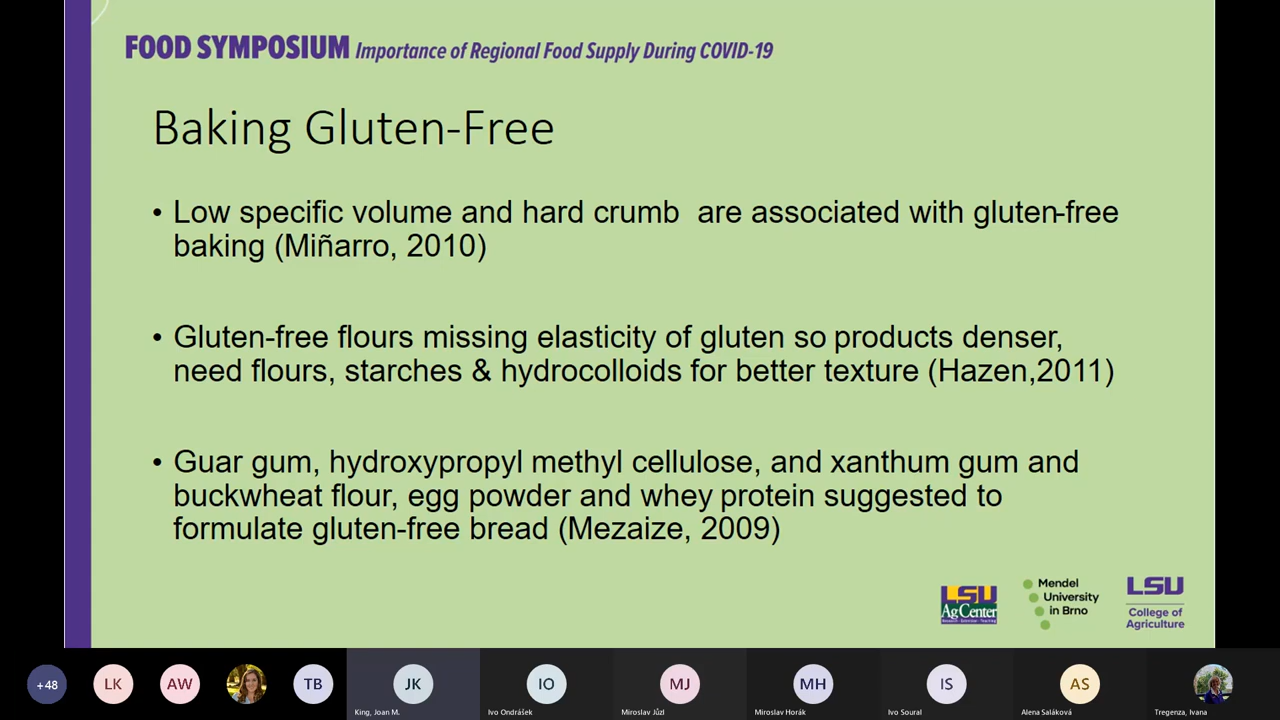 FOOD SYMPOSIUM Importance of Regional Food Supply During COVID-19
Baking Gluten-Free
• Low specific volume and hard crumb are associated with gluten-free
baking (Miñarro, 2010)
• Gluten-free flours missing elasticity of gluten so products denser,
need flours, starches & hydrocolloids for better texture (Hazen,2011)
• Guar gum, hydroxypropyl methyl cellulose, and xanthum gum and
buckwheat flour, egg powder and whey protein suggested to
formulate gluten-free bread (Mezaize, 2009)
LSU
AgCenter
Research · Extension · Teaching
Mendel
University
in Brno
LSU
College of
Agriculture
+48
LK
AW
TB
JK
IO
MJ
MH
IS
AS
King, Joan M.
Ivo Ondrášek
Miroslav Jůzl
Miroslav Horák
Ivo Soural
Alena Saláková
Tregenza, Ivana